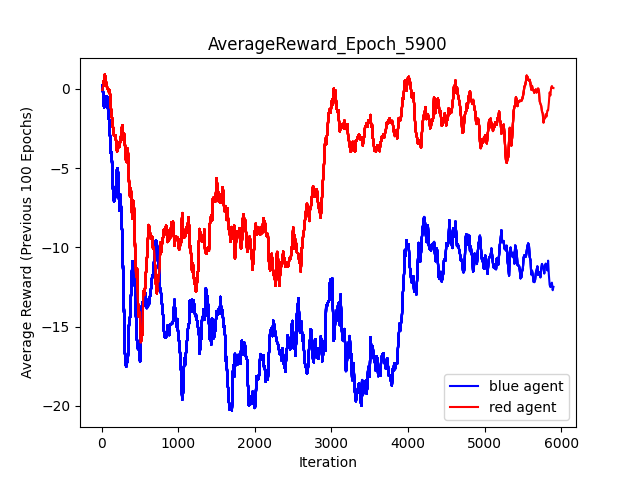 AverageReward_Epoch_5900
Average Reward (Previous 100 Epochs)
0
−5
−10
−15
−20
0
1000
2000
3000
4000
5000
6000
Iteration
blue agent
red agent